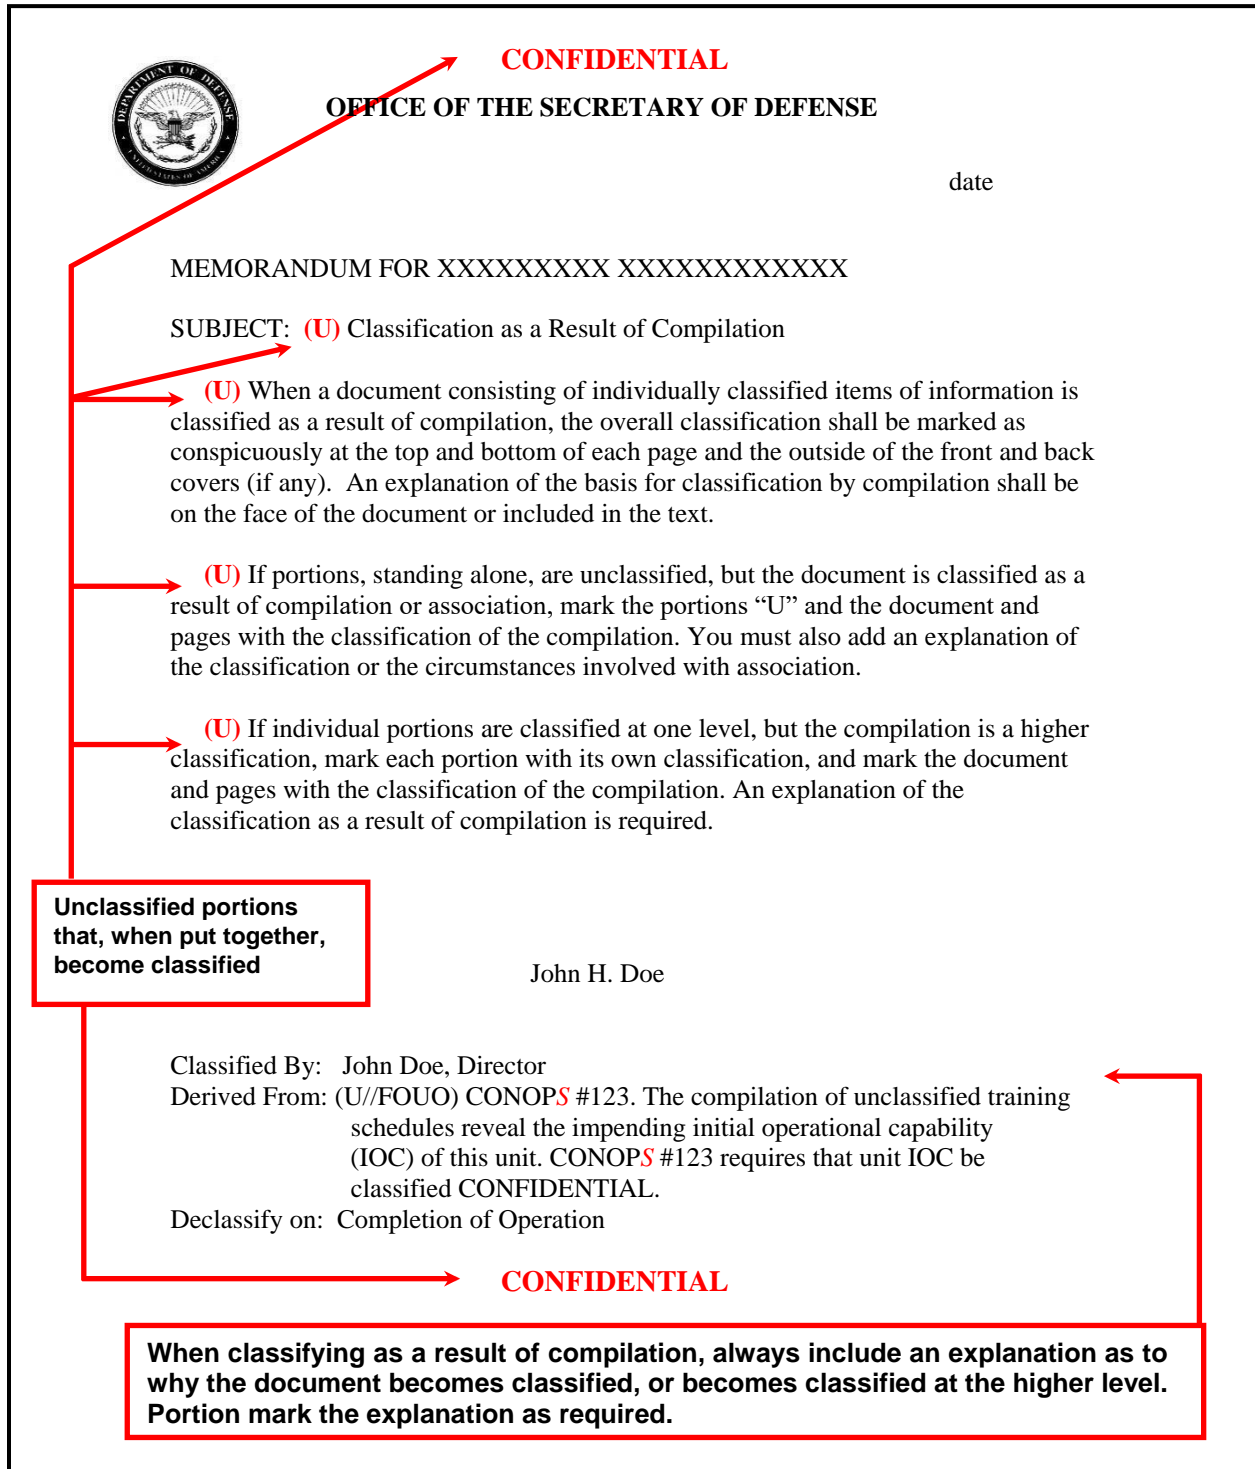 CONFIDENTIAL
DEPARTMENT OF DEFENSE
UNITED STATES OF AMERICA
OFFICE OF THE SECRETARY OF DEFENSE
date
MEMORANDUM FOR XXXXXXXXX XXXXXXXXXXXX
SUBJECT: (U) Classification as a Result of Compilation
(U) When a document consisting of individually classified items of information is
classified as a result of compilation, the overall classification shall be marked as
conspicuously at the top and bottom of each page and the outside of the front and back
covers (if any). An explanation of the basis for classification by compilation shall be
on the face of the document or included in the text.
(U) If portions, standing alone, are unclassified, but the document is classified as a
result of compilation or association, mark the portions “U” and the document and
pages with the classification of the compilation. You must also add an explanation of
the classification or the circumstances involved with association.
(U) If individual portions are classified at one level, but the compilation is a higher
classification, mark each portion with its own classification, and mark the document
and pages with the classification of the compilation. An explanation of the
classification as a result of compilation is required.
Unclassified portions
that, when put together,
become classified
John H. Doe
Classified By: John Doe, Director
Derived From: (U//FOUO) CONOPS #123. The compilation of unclassified training
schedules reveal the impending initial operational capability
(IOC) of this unit. CONOPS #123 requires that unit IOC be
classified CONFIDENTIAL.
Declassify on: Completion of Operation
CONFIDENTIAL
When classifying as a result of compilation, always include an explanation as to
why the document becomes classified, or becomes classified at the higher level.
Portion mark the explanation as required.